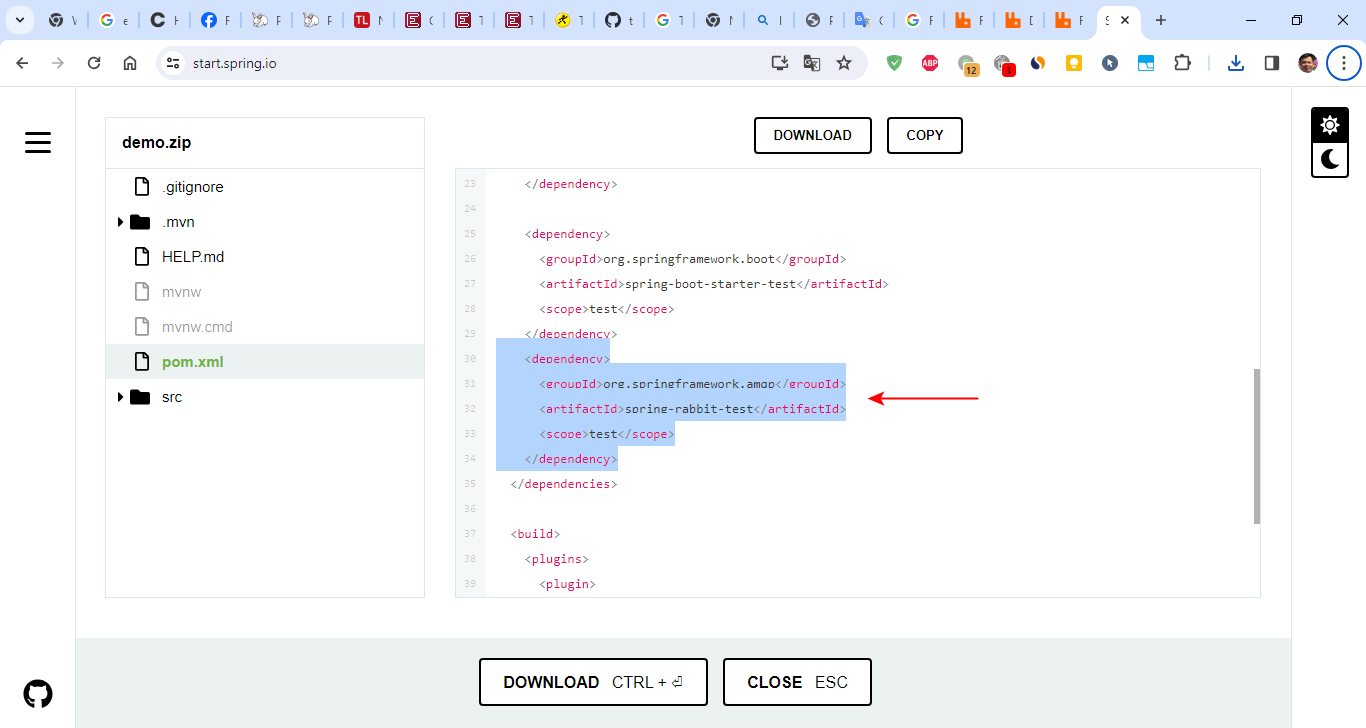 start.spring.io
12
ABP
demo.zip
.gitignore
.mvn
HELP.md
mvnw
mvnw.cmd
pom.xml
src
DOWNLOAD
COPY
23 </dependency>
24
25 <dependency>
26 <groupId>org.springframework.boot</groupId>
27 <artifactId>spring-boot-starter-test</artifactId>
28 <scope>test</scope>
29 </dependency>
30 <dependency>
31 <groupId>org.springframework.amqp</groupId>
32 <artifactId>spring-rabbit-test</artifactId>
33 <scope>test</scope>
34 </dependency>
35 </dependencies>
36
37 <build>
38 <plugins>
39 <plugin>
DOWNLOAD CTRL + ⏎
CLOSE ESC